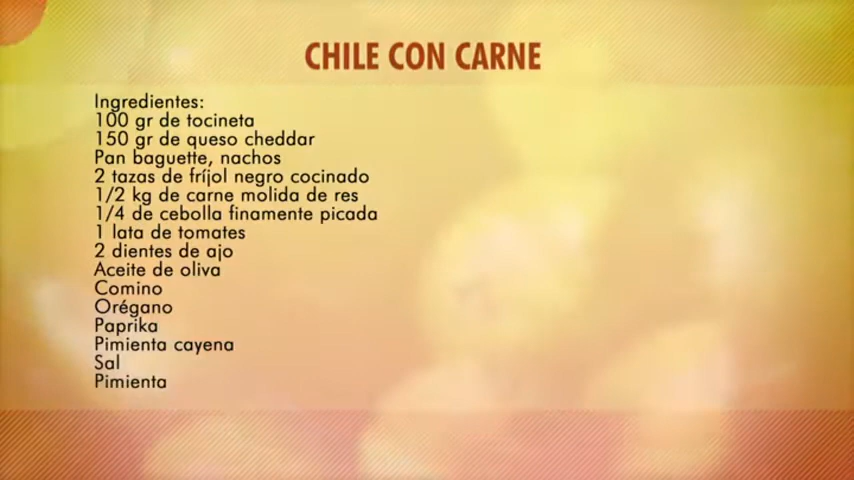 CHILE CON CARNE
Ingredientes:
100 gr de tocineta
150 gr de queso cheddar
Pan baguette, nachos
2 tazas de fríjol negro cocinado
1/2 kg de carne molida de res
1/4 de cebolla finamente picada
1 lata de tomates
2 dientes de ajo
Aceite de oliva
Comino
Orégano
Paprika
Pimienta cayena
Sal
Pimienta